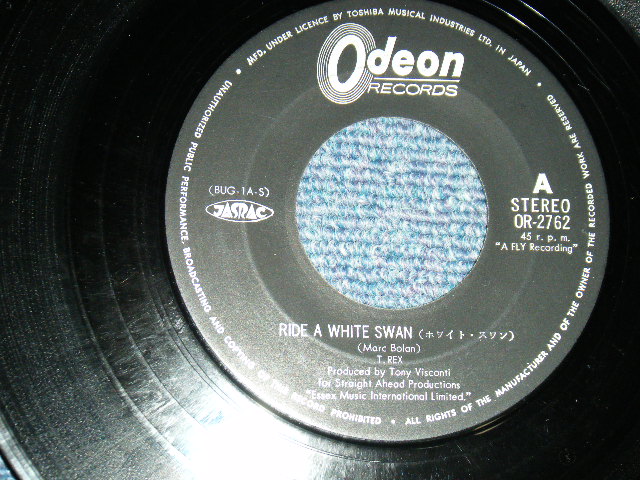 MFD. UNDER LICENCE BY TOSHIBA MUSICAL INDUSTRIES LTD. IN JAPAN
Odeon
RECORDS
(BUG-1A-S)
JASRAC
A
STEREO
OR-2762
45 r. p. m.
"A FLY Recording"
RIDE A WHITE SWAN (ホワイト・スワン)
(Marc Bolan)
T. REX
Produced by Tony Visconti
for Straight Ahead Productions
"Essex Music International Limited."
UNAUTHORIZED PUBLIC PERFORMANCE, BROADCASTING AND COPYING OF THIS RECORD PROHIBITED • ALL RIGHTS OF THE MANUFACTURER AND OF THE OWNER OF THE RECORDED WORK ARE RESERVED